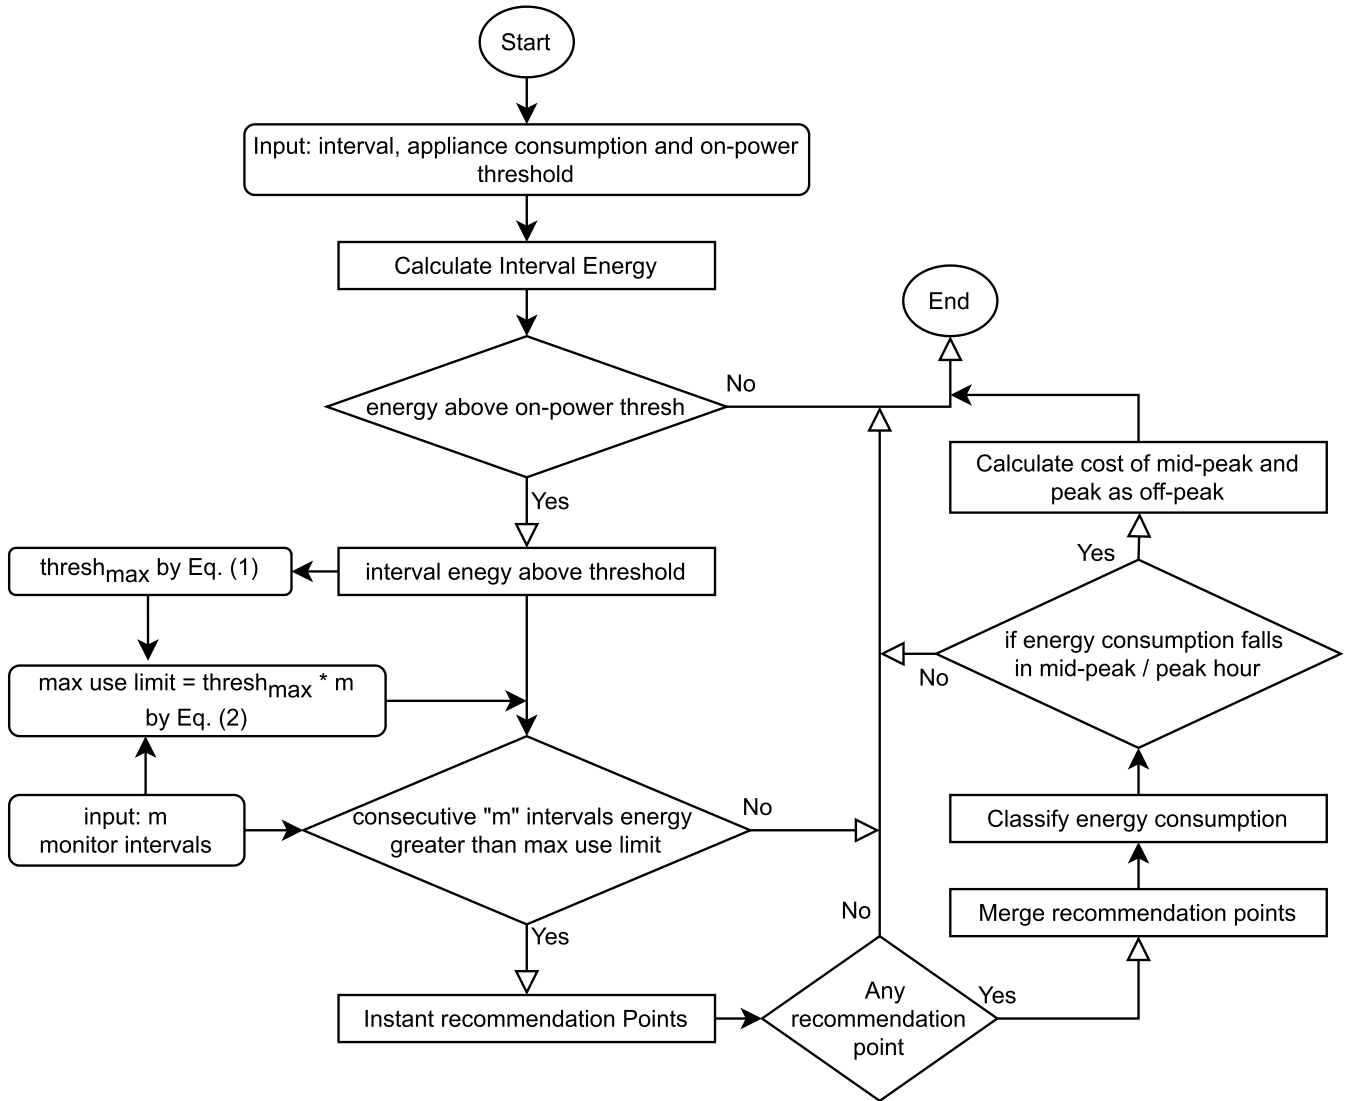 Start
Input: interval, appliance consumption and on-power
threshold
Calculate Interval Energy
End
energy above on-power thresh
No
Yes
Calculate cost of mid-peak and
peak as off-peak
thresh_max by Eq. (1)
interval enegy above threshold
Yes
if energy consumption falls
in mid-peak / peak hour
No
max use limit = thresh_max * m
by Eq. (2)
input: m
monitor intervals
consecutive "m" intervals energy
greater than max use limit
No
Yes
Classify energy consumption
Merge recommendation points
No
Instant recommendation Points
Any
recommendation
point
Yes